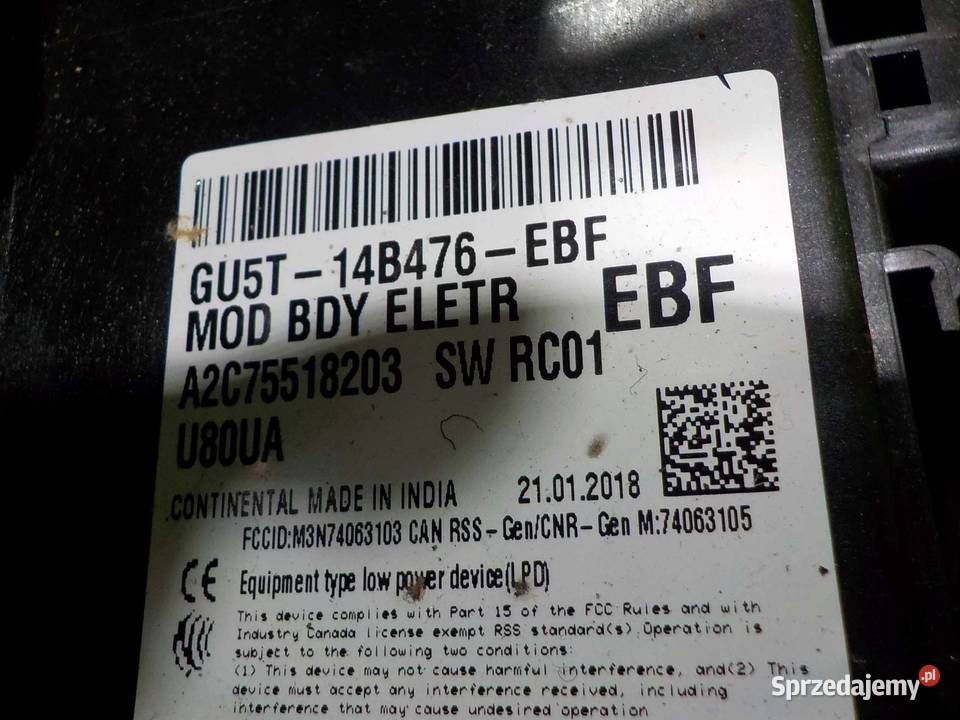 GU5T-14B476-EBF
MOD BDY ELETR EBF
A2C75518203 SW RC01
U80UA
CONTINENTAL MADE IN INDIA 21.01.2018
FCCID:M3N74063103 CAN RSS-Gen/CNR-Gen M:74063105
CE Equipment type low power device(LPD)
This device complies with Part 15 of the FCC Rules and with
Industry Canada license exempt RSS standard(s) Operation is
subject to the following two conditions:
(1) This device may not cause harmful interference, and(2) This
device must accept any interference received, including
interference that may cause undesired operation
Sprzedajemy.pl